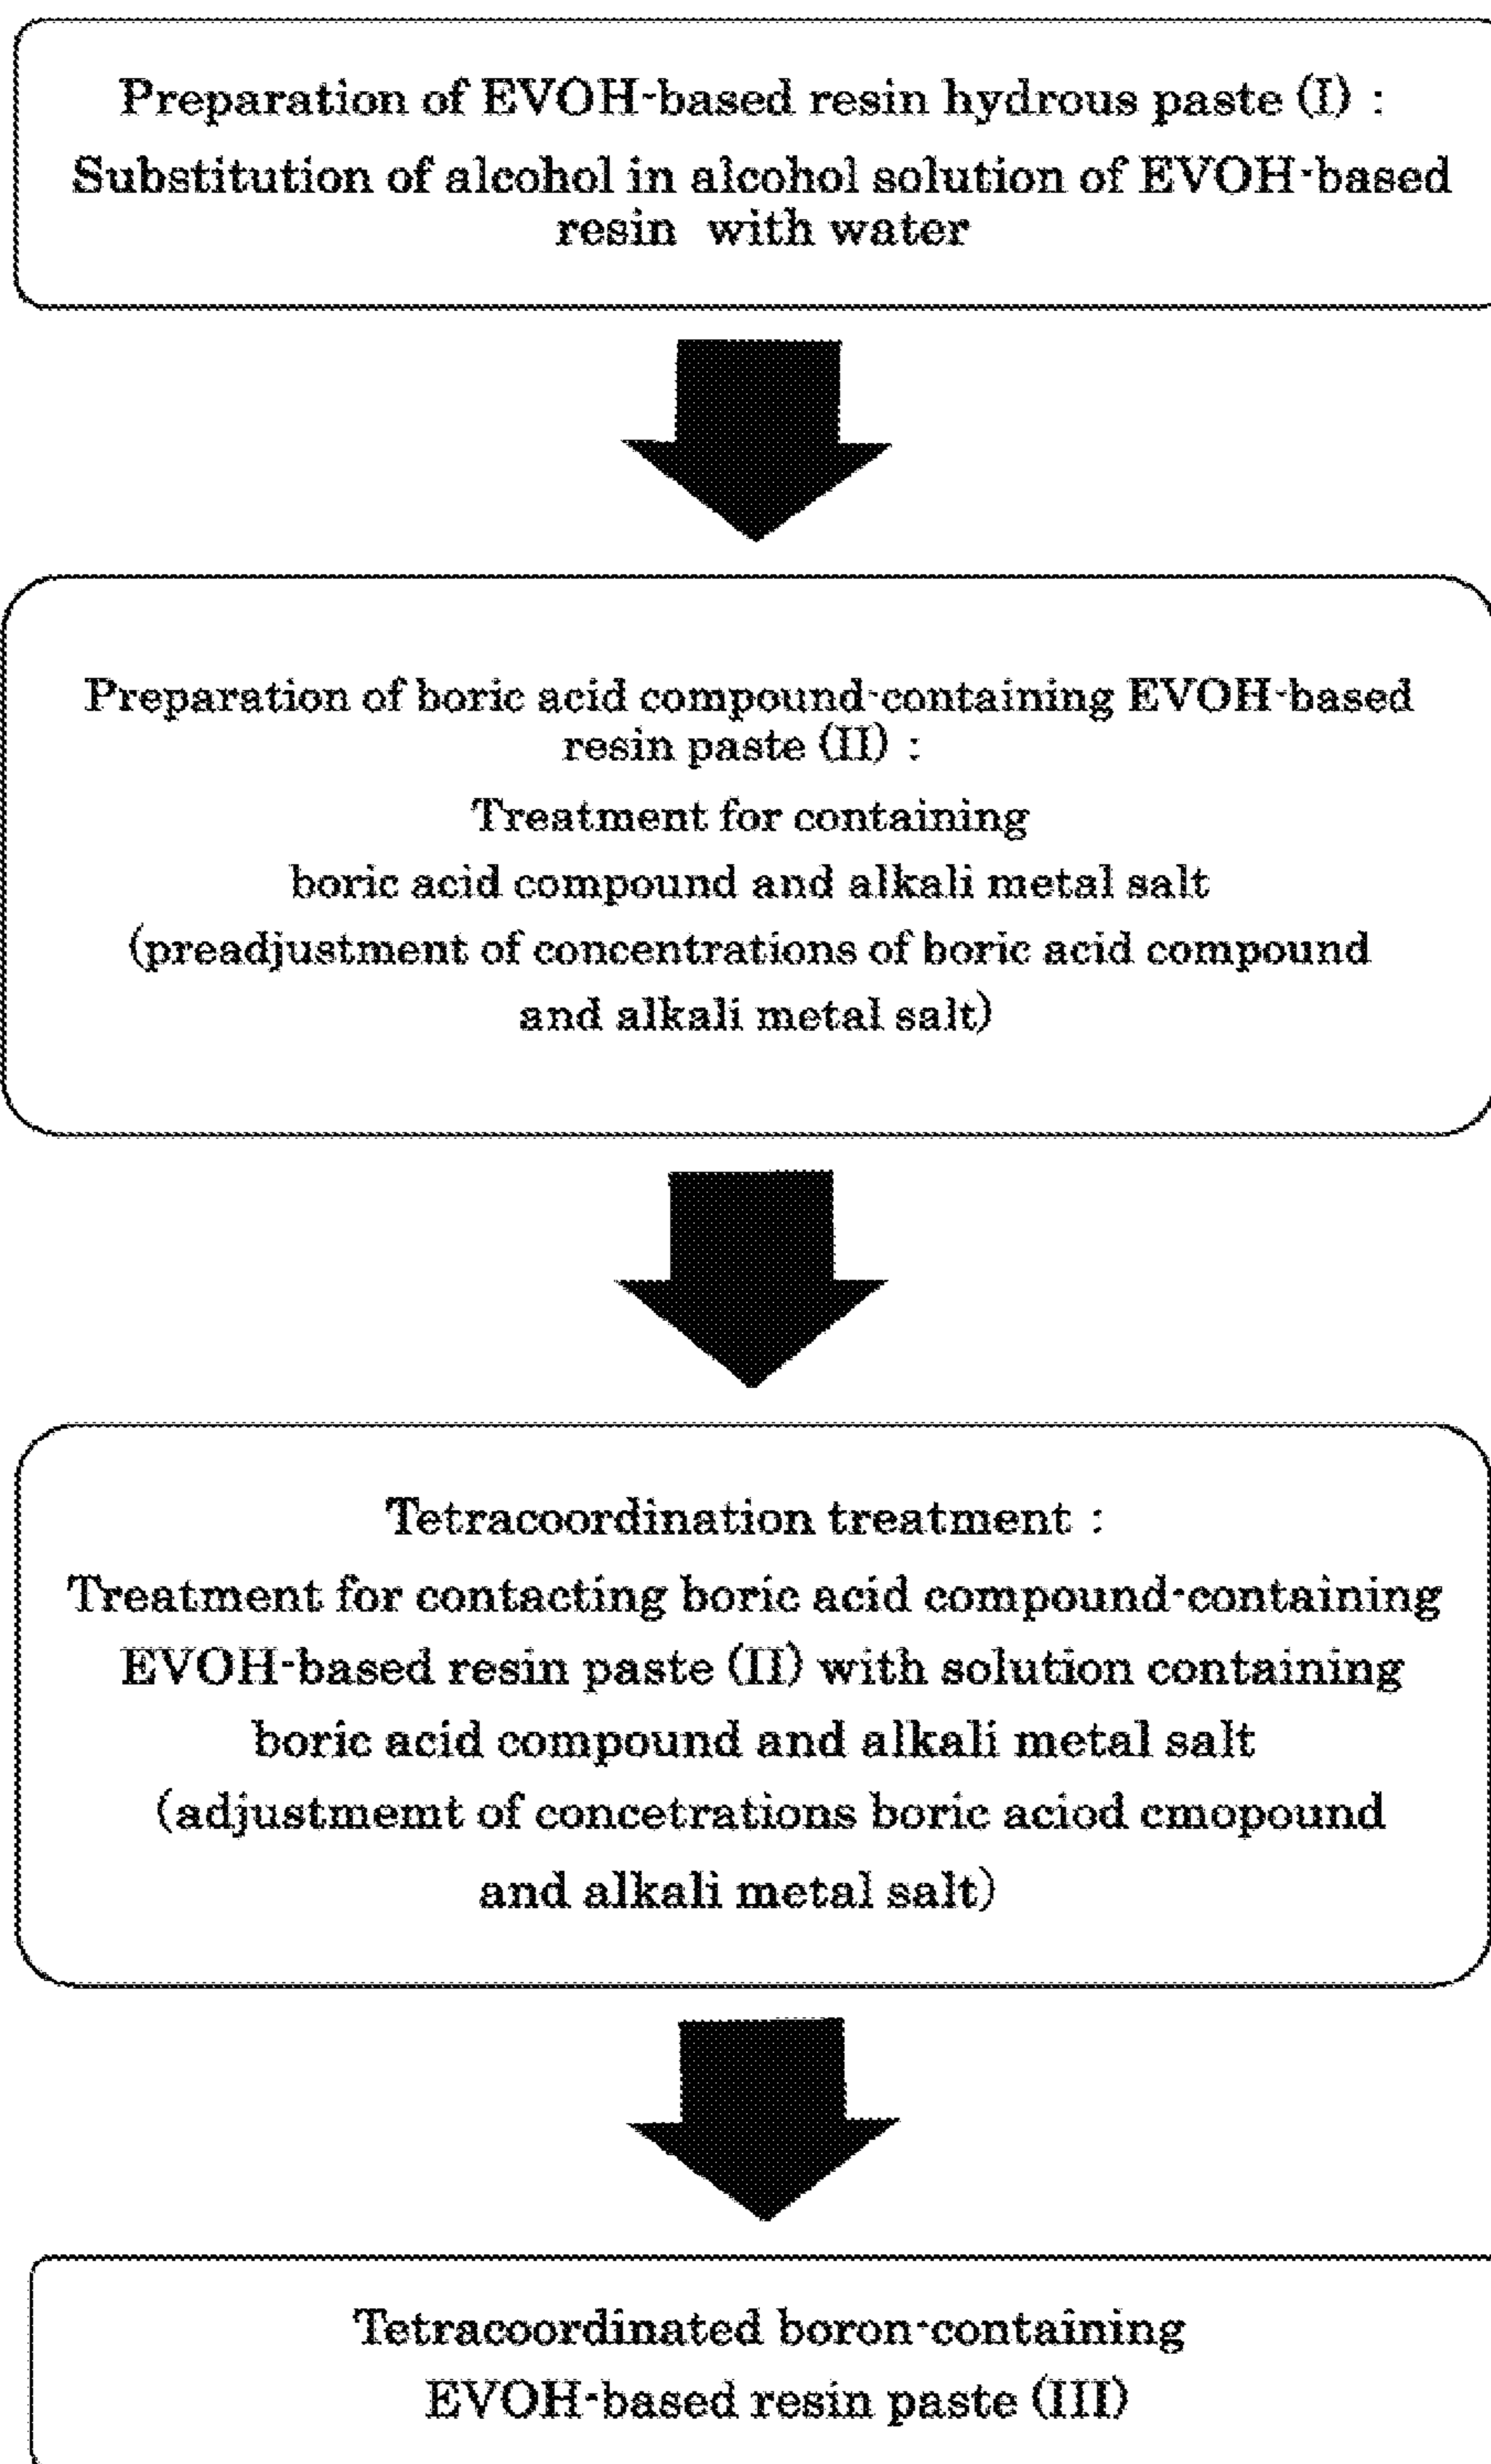 Preparation of EVOH-based resin hydrous paste (I) :
Substitution of alcohol in alcohol solution of EVOH-based
resin with water
Preparation of boric acid compound-containing EVOH-based
resin paste (II) :
Treatment for containing
boric acid compound and alkali metal salt
(preadjustment of concentrations of boric acid compound
and alkali metal salt)
Tetracoordination treatment :
Treatment for contacting boric acid compound-containing
EVOH-based resin paste (II) with solution containing
boric acid compound and alkali metal salt
(adjustmemt of concetrations boric aciod cmopound
and alkali metal salt)
Tetracoordinated boron-containing
EVOH-based resin paste (III)